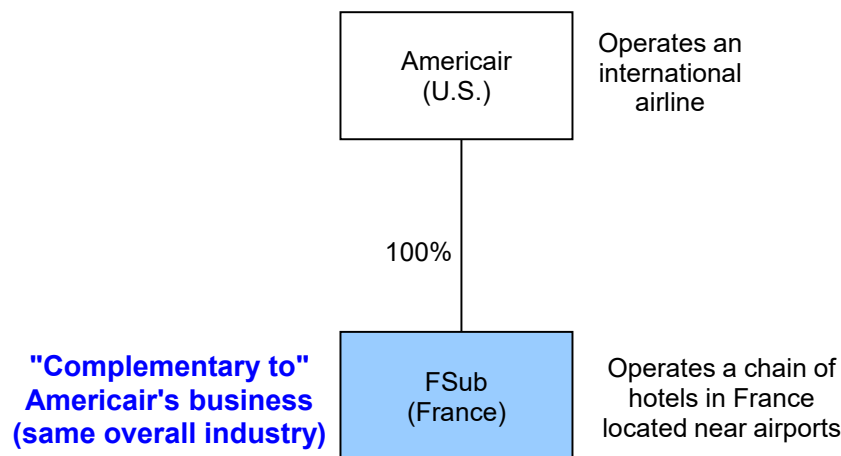 Americair
(U.S.)
Operates an
international
airline
100%
"Complementary to"
Americair's business
(same overall industry)
FSub
(France)
Operates a chain of
hotels in France
located near airports